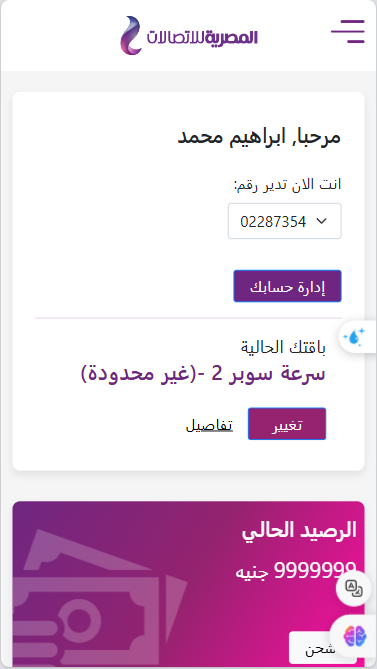 المصرية للاتصالات
مرحبا, ابراهيم محمد
انت الان تدير رقم:
02287354
إدارة حسابك
باقتك الحالية
سرعة سوبر 2 -(غير محدودة)
تغيير
تفاصيل
الرصيد الحالي
9999999 جنيه
شحن